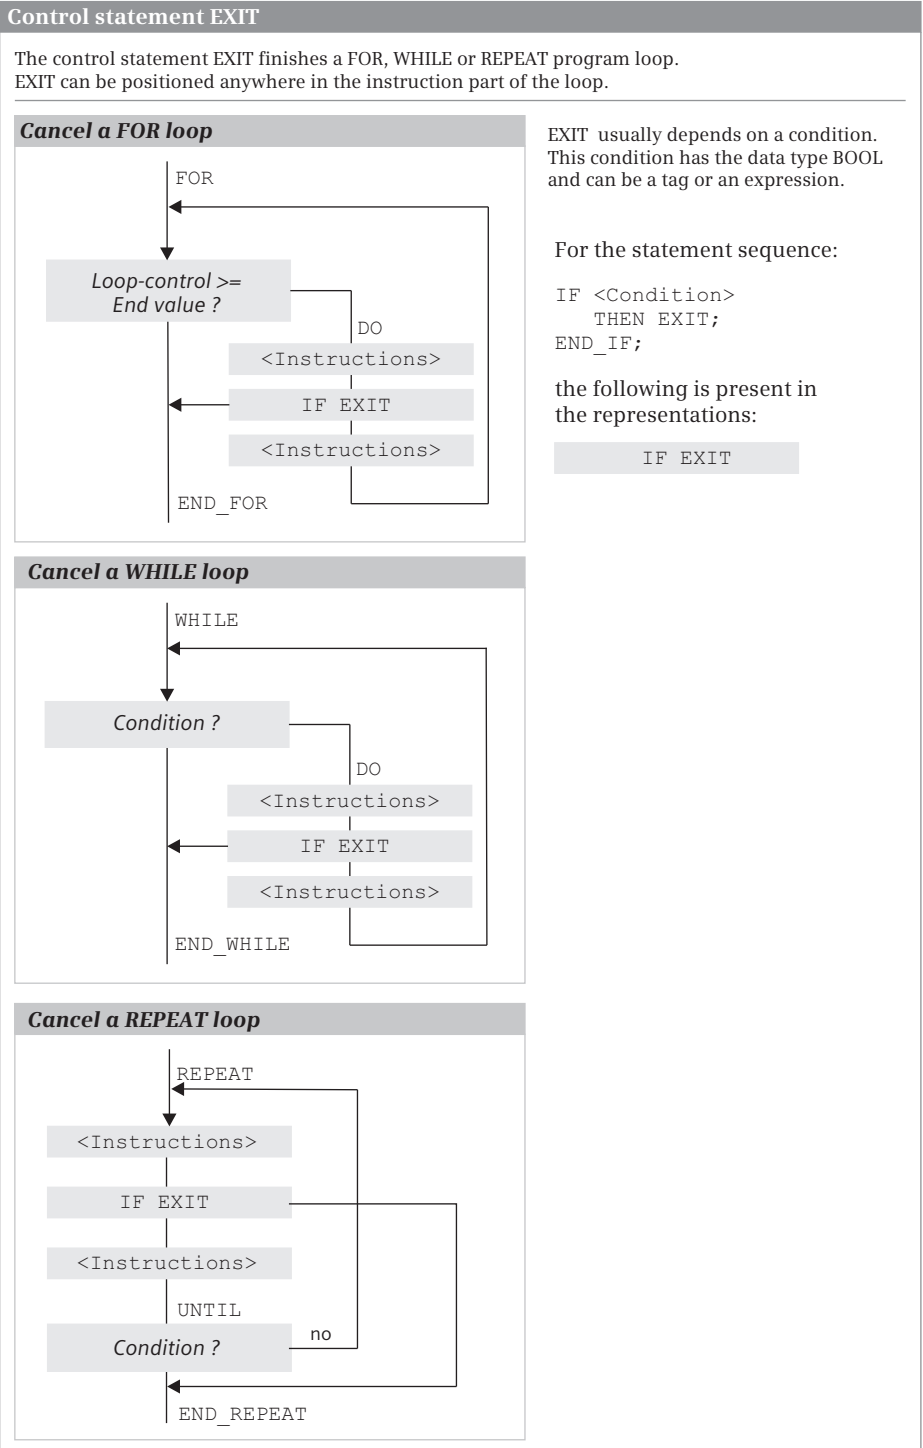 Control statement EXIT
The control statement EXIT finishes a FOR, WHILE or REPEAT program loop.
EXIT can be positioned anywhere in the instruction part of the loop.
Cancel a FOR loop
FOR
Loop-control >=
End value ?
DO
<Instructions>
IF EXIT
<Instructions>
END_FOR
EXIT usually depends on a condition.
This condition has the data type BOOL
and can be a tag or an expression.
For the statement sequence:
IF <Condition>
THEN EXIT;
END_IF;
the following is present in
the representations:
IF EXIT
Cancel a WHILE loop
WHILE
Condition ?
DO
<Instructions>
IF EXIT
<Instructions>
END_WHILE
Cancel a REPEAT loop
REPEAT
<Instructions>
IF EXIT
<Instructions>
UNTIL
Condition ?
no
END_REPEAT